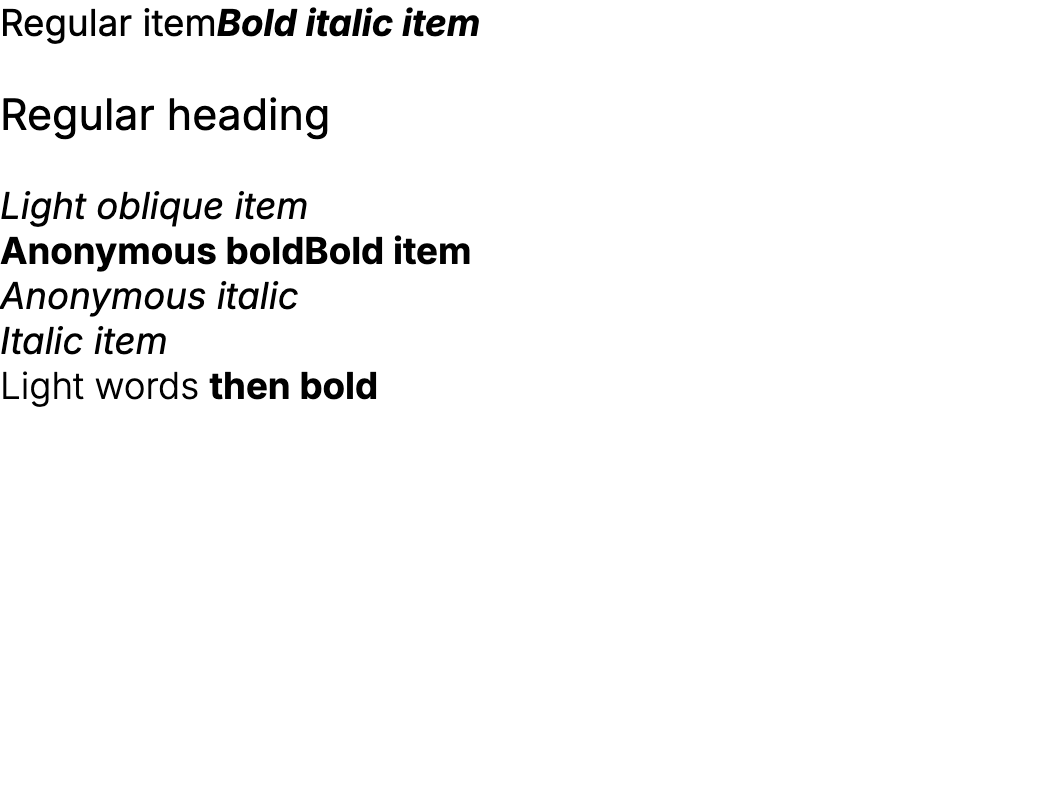 Regular itemBold italic item
Regular heading
Light oblique item
Anonymous boldBold item
Anonymous italic
Italic item
Light words then bold